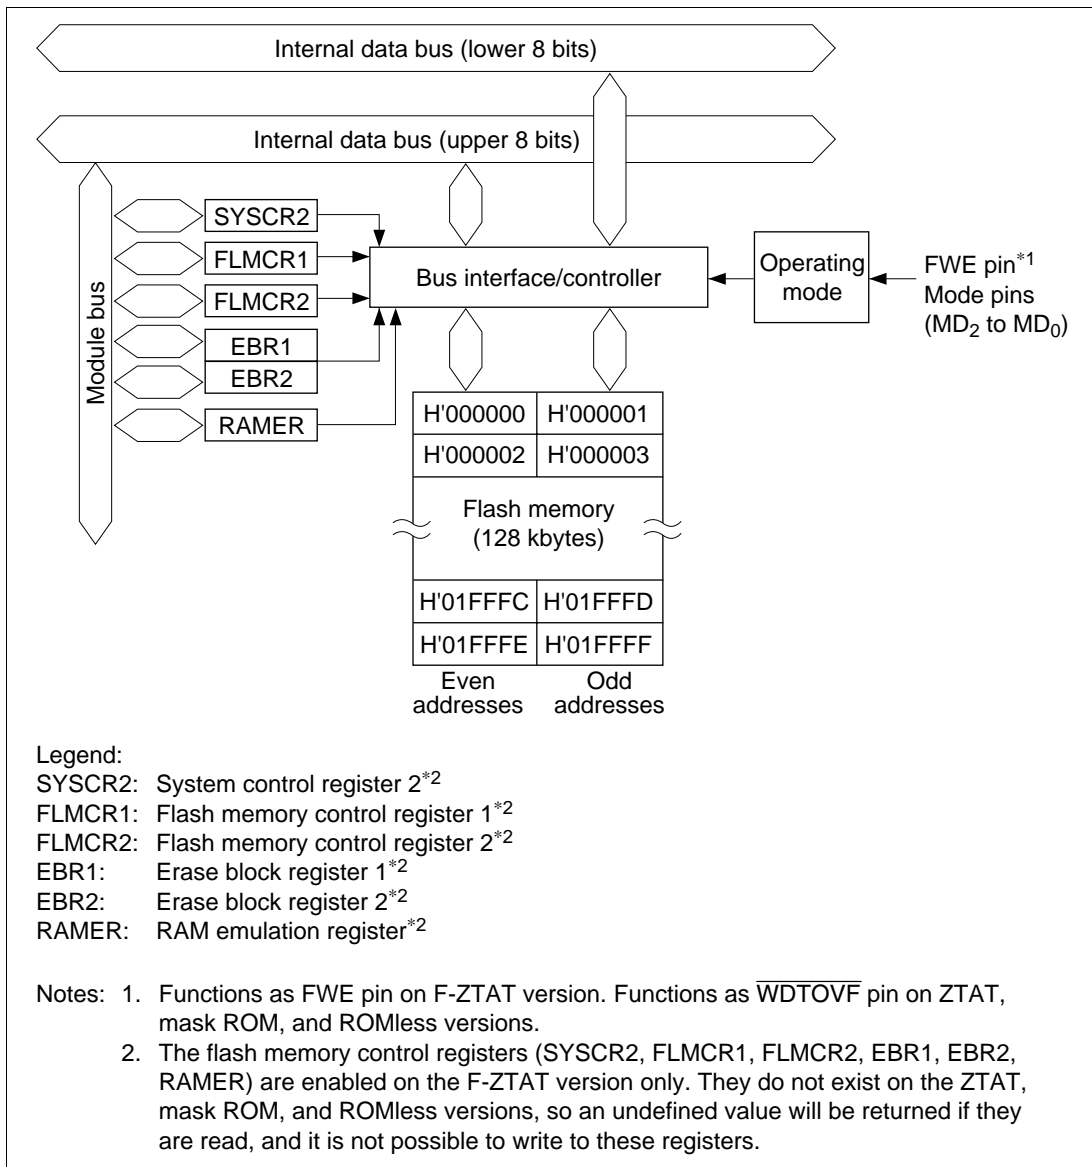 Internal data bus (lower 8 bits)
Internal data bus (upper 8 bits)
Module bus
SYSCR2
FLMCR1
FLMCR2
EBR1
EBR2
RAMER
Bus interface/controller
Operating
mode
FWE pin*1
Mode pins
(MD2 to MD0)
H'000000 H'000001
H'000002 H'000003
Flash memory
(128 kbytes)
H'01FFFC H'01FFFD
H'01FFFE H'01FFFF
Even
addresses
Odd
addresses
Legend:
SYSCR2: System control register 2*2
FLMCR1: Flash memory control register 1*2
FLMCR2: Flash memory control register 2*2
EBR1: Erase block register 1*2
EBR2: Erase block register 2*2
RAMER: RAM emulation register*2
Notes: 1. Functions as FWE pin on F-ZTAT version. Functions as W̅D̅T̅O̅V̅F̅ pin on ZTAT,
mask ROM, and ROMless versions.
2. The flash memory control registers (SYSCR2, FLMCR1, FLMCR2, EBR1, EBR2,
RAMER) are enabled on the F-ZTAT version only. They do not exist on the ZTAT,
mask ROM, and ROMless versions, so an undefined value will be returned if they
are read, and it is not possible to write to these registers.